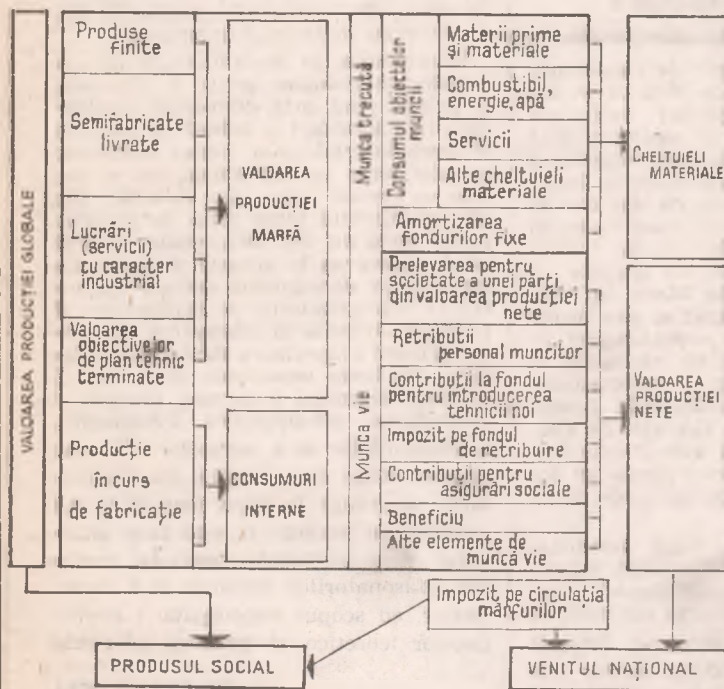 VALOAREA PRODUCȚIEI GLOBALE
Produse
finite
Semifabricate
livrate
Lucrări
(servicii)
cu caracter
industrial
Valoarea
obiectivelor
de plan tehnic
terminate
Producție
în curs
de fabricație
VALOAREA
PRODUCȚIEI
MARFĂ
CONSUMURI
INTERNE
Munca trecută
Munca vie
Consumul obiectelor
muncii
Materii prime
și materiale
Combustibil,
energie, apă
Servicii
Alte cheltuieli
materiale
Amortizarea
fondurilor fixe
Prelevarea pentru
societate a unei părți
din valoarea producției
nete
Retribuții
personal muncitor
Contribuții la fondul
pentru introducerea
tehnicii noi
Impozit pe fondul
de retribuire
Contribuții pentru
asigurări sociale
Beneficiu
Alte elemente de
muncă vie
CHELTUIELI
MATERIALE
VALOAREA
PRODUCȚIEI
NETE
Impozit pe circulația
mărfurilor
PRODUSUL SOCIAL
VENITUL NAȚIONAL